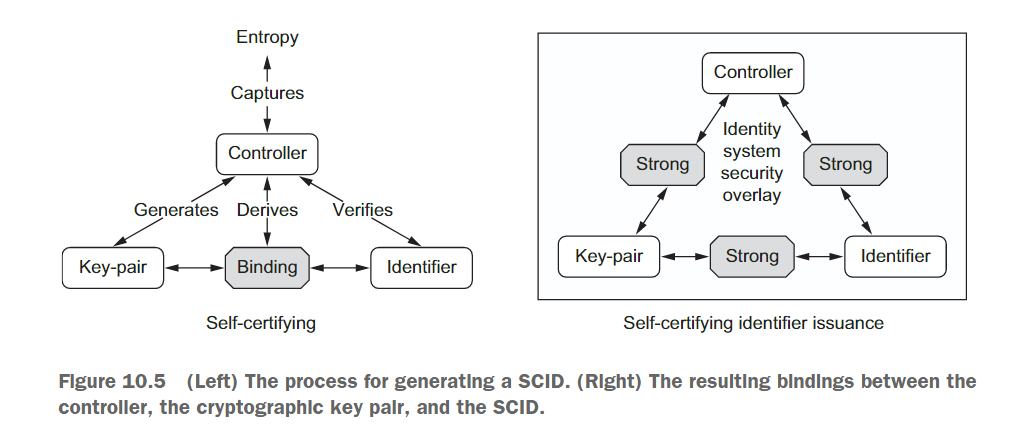 Entropy
Captures
Controller
Generates Derives Verifies
Key-pair Binding Identifier
Self-certifying
Controller
Identity
system
security
overlay
Strong Strong
Key-pair Strong Identifier
Self-certifying identifier issuance
Figure 10.5 (Left) The process for generating a SCID. (Right) The resulting bindings between the
controller, the cryptographic key pair, and the SCID.